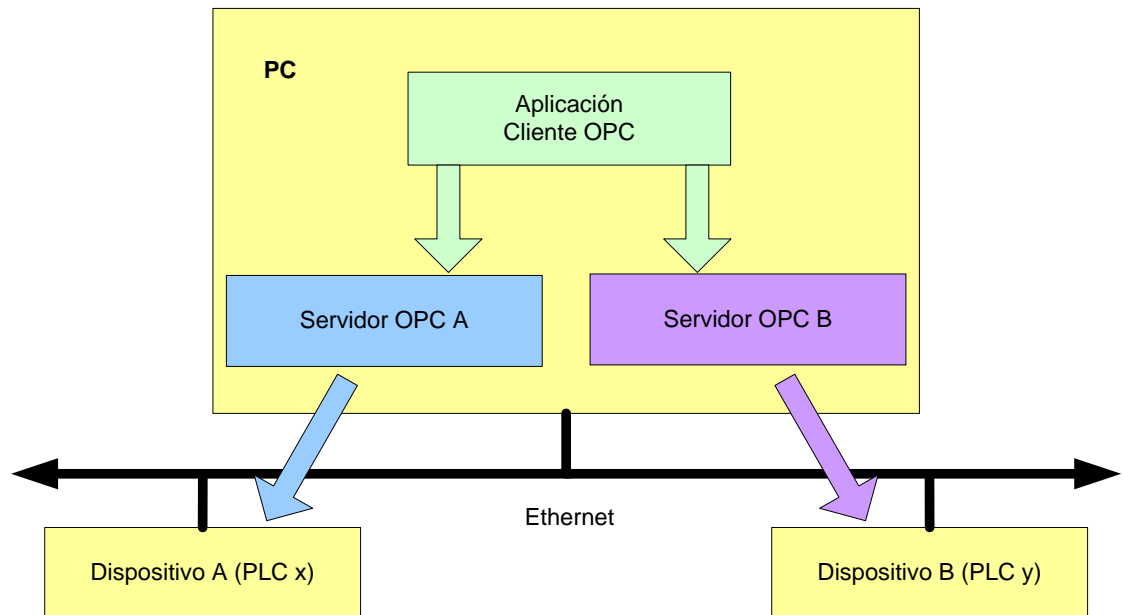 PC
Aplicación
Cliente OPC
Servidor OPC A
Servidor OPC B
Ethernet
Dispositivo A (PLC x)
Dispositivo B (PLC y)